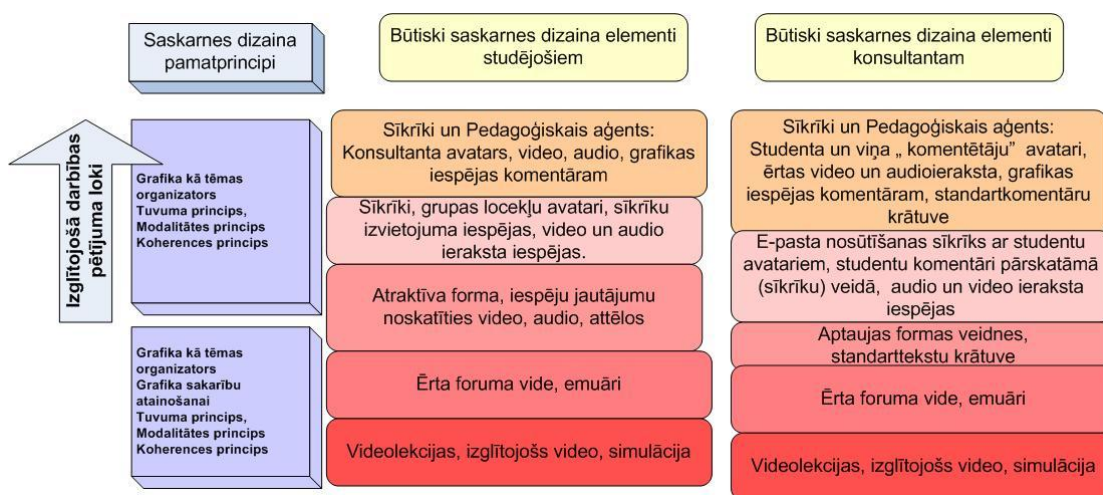 Saskarnes dizaina
pamatprincipi
Būtiski saskarnes dizaina elementi
studējošiem
Būtiski saskarnes dizaina elementi
konsultantam
Izglītojošā darbības
pētījuma loki
Grafika kā tēmas
organizators
Tuvuma princips,
Modalitātes princips
Koherences princips
Grafika kā tēmas
organizators
Grafika sakarību
atainošanai
Tuvuma princips,
Modalitātes princips
Koherences princips
Sīkrīki un Pedagoģiskais aģents:
Konsultanta avatars, video, audio, grafikas
iespējas komentāram
Sīkrīki, grupas locekļu avatari, sīkrīku
izvietojuma iespējas, video un audio
ieraksta iespējas.
Atraktīva forma, iespēju jautājumu
noskatīties video, audio, attēlos
Ērta foruma vide, emuāri
Videolekcijas, izglītojošs video, simulācija
Sīkrīki un Pedagoģiskais aģents:
Studenta un viņa „ komentētāju” avatari,
ērtas video un audioieraksta, grafikas
iespējas komentāram, standartkomentāru
krātuve
E-pasta nosūtīšanas sīkrīks ar studentu
avatariem, studentu komentāri pārskatāmā
(sīkrīku) veidā, audio un video ieraksta
iespējas
Aptaujas formas veidnes,
standarttekstu krātuve
Ērta foruma vide, emuāri
Videolekcijas, izglītojošs video, simulācija